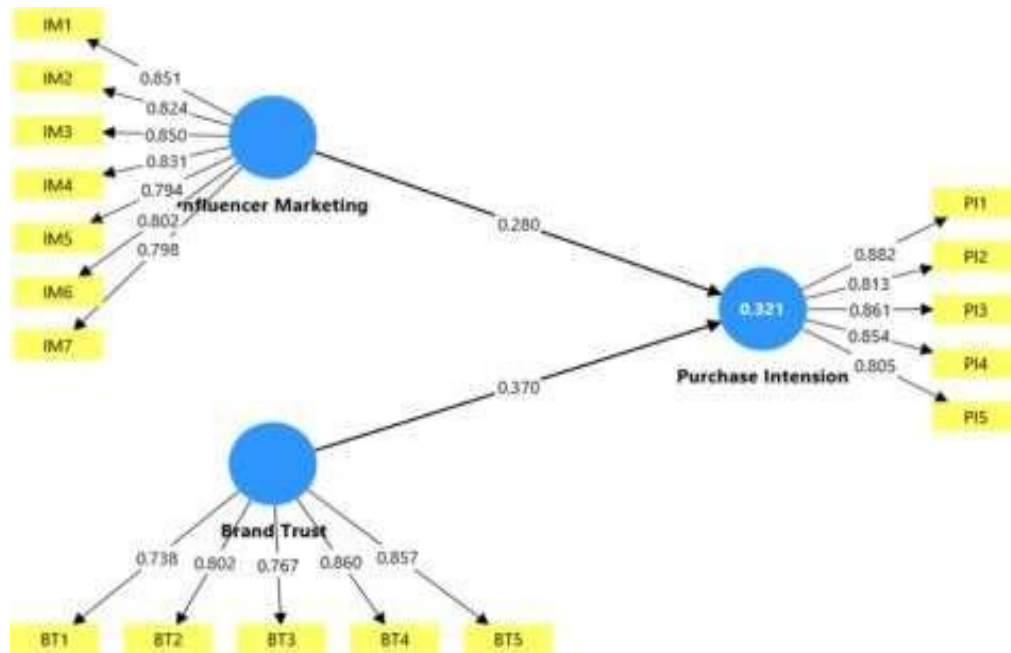 IM1
0.851
IM2
0.824
IM3
0.850
IM4
0.831
IM5
0.794
IM6
0.802
IM7
0.798
nfluencer Marketing
0.280
0.370
0.321
Purchase Intension
PI1
0.882
PI2
0.813
PI3
0.861
PI4
0.854
PI5
0.805
Brand Trust
0.738
0.802
0.767
0.860
0.857
BT1
BT2
BT3
BT4
BT5